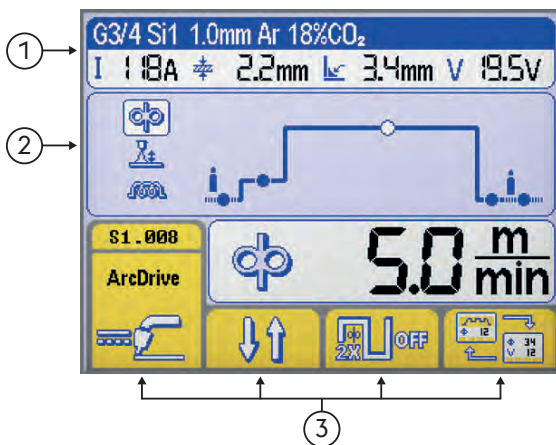 G3/4 Si1 1.0mm Ar 18%CO₂
I 118A 2.2mm 3.4mm V 19.5V
1
2
S1.008
ArcDrive
5.0 m/min
2X OFF
Φ 12
Φ 34
V 12
3